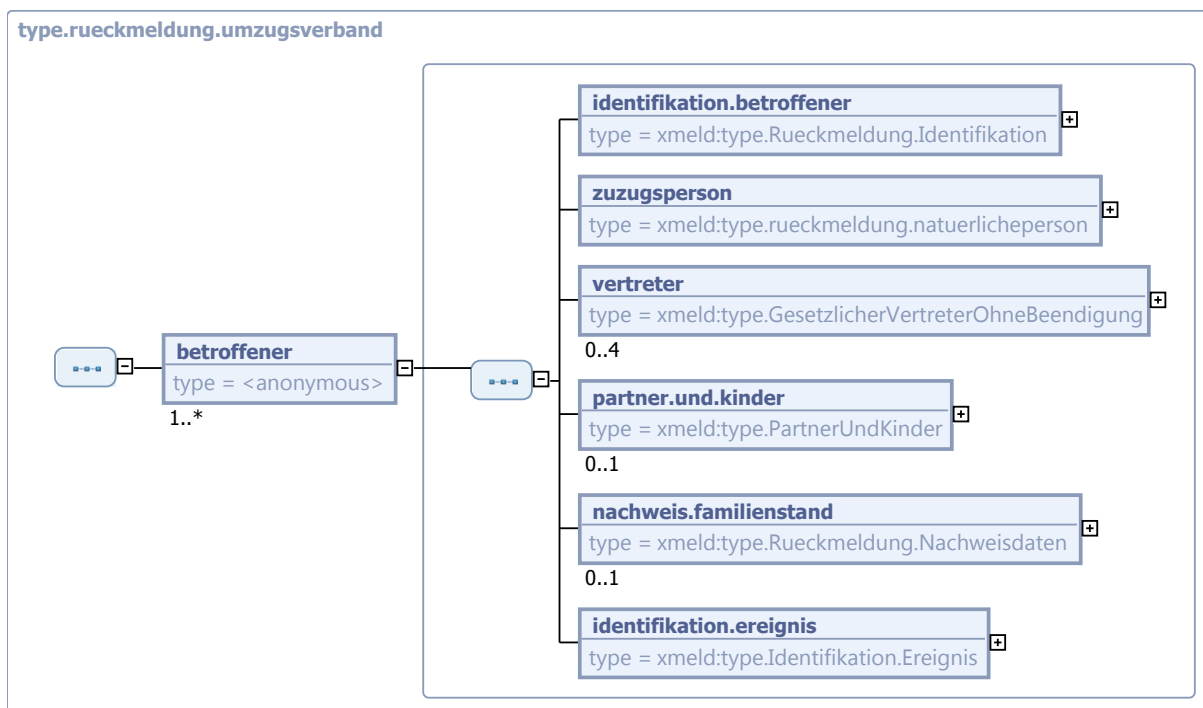 type.rueckmeldung.umzugsverband
identifikation.betroffener
type = xmeld:type.Rueckmeldung.Identifikation
zuzugsperson
type = xmeld:type.rueckmeldung.natuerlicheperson
vertreter
type = xmeld:type.GesetzlicherVertreterOhneBeendigung
0..4
betroffener
type = <anonymous>
1..*
partner.und.kinder
type = xmeld:type.PartnerUndKinder
0..1
nachweis.familienstand
type = xmeld:type.Rueckmeldung.Nachweisdaten
0..1
identifikation.ereignis
type = xmeld:type.Identifikation.Ereignis